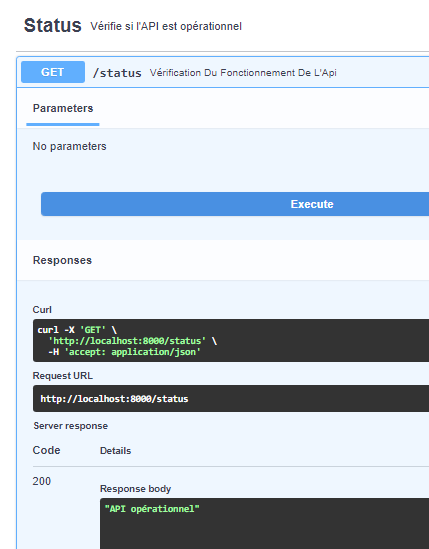 Status Vérifie si l'API est opérationnel
GET /status Vérification Du Fonctionnement De L'Api
Parameters
No parameters
Execute
Responses
Curl
curl -X 'GET' \
'http://localhost:8000/status' \
-H 'accept: application/json'
Request URL
http://localhost:8000/status
Server response
Code Details
200
Response body
"API opérationnel"